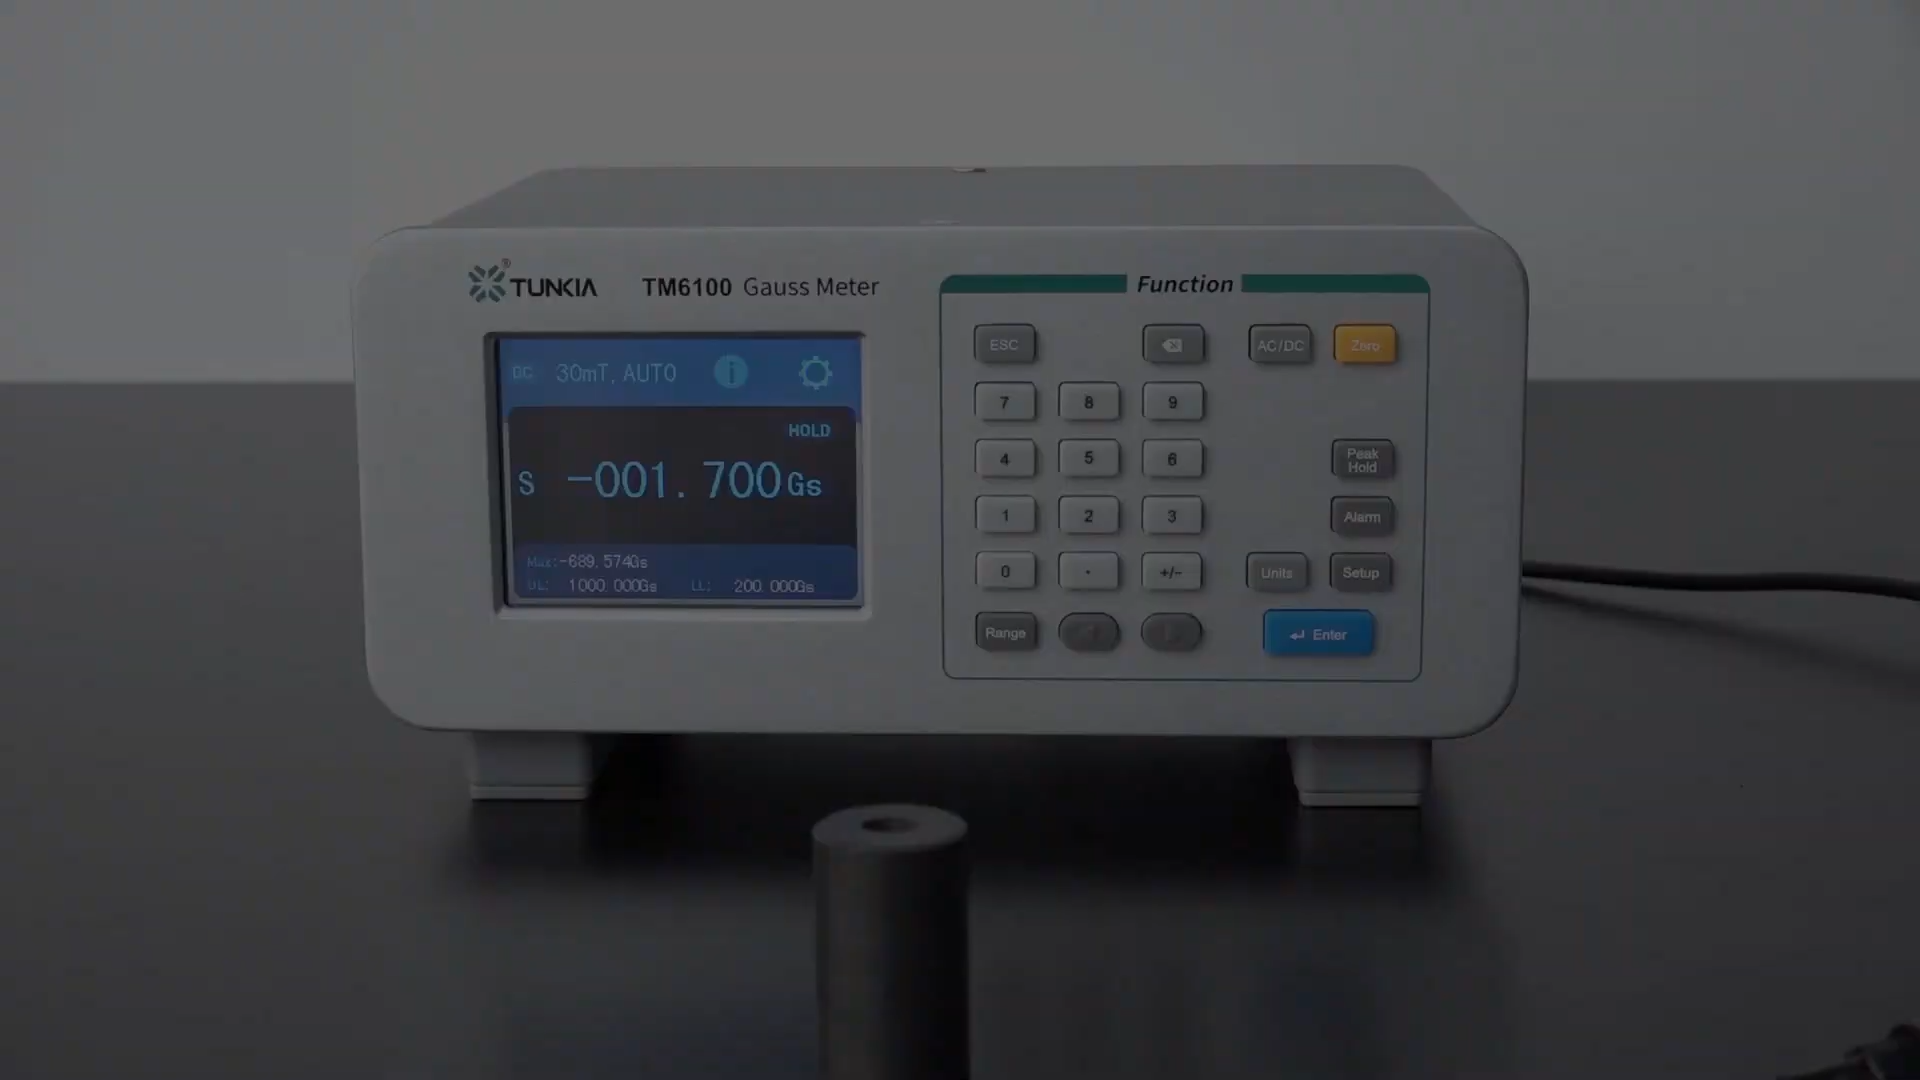 TUNKIA®
TM6100 Gauss Meter
DC 30mT, AUTO i
HOLD
S -001.700Gs
Max:-689.574Gs
UL: 1000.000Gs LL: 200.000Gs
Function
ESC AC/DC Zero
7 8 9
4 5 6 Peak Hold
1 2 3 Alarm
0 . +/- Units Setup
Range Enter